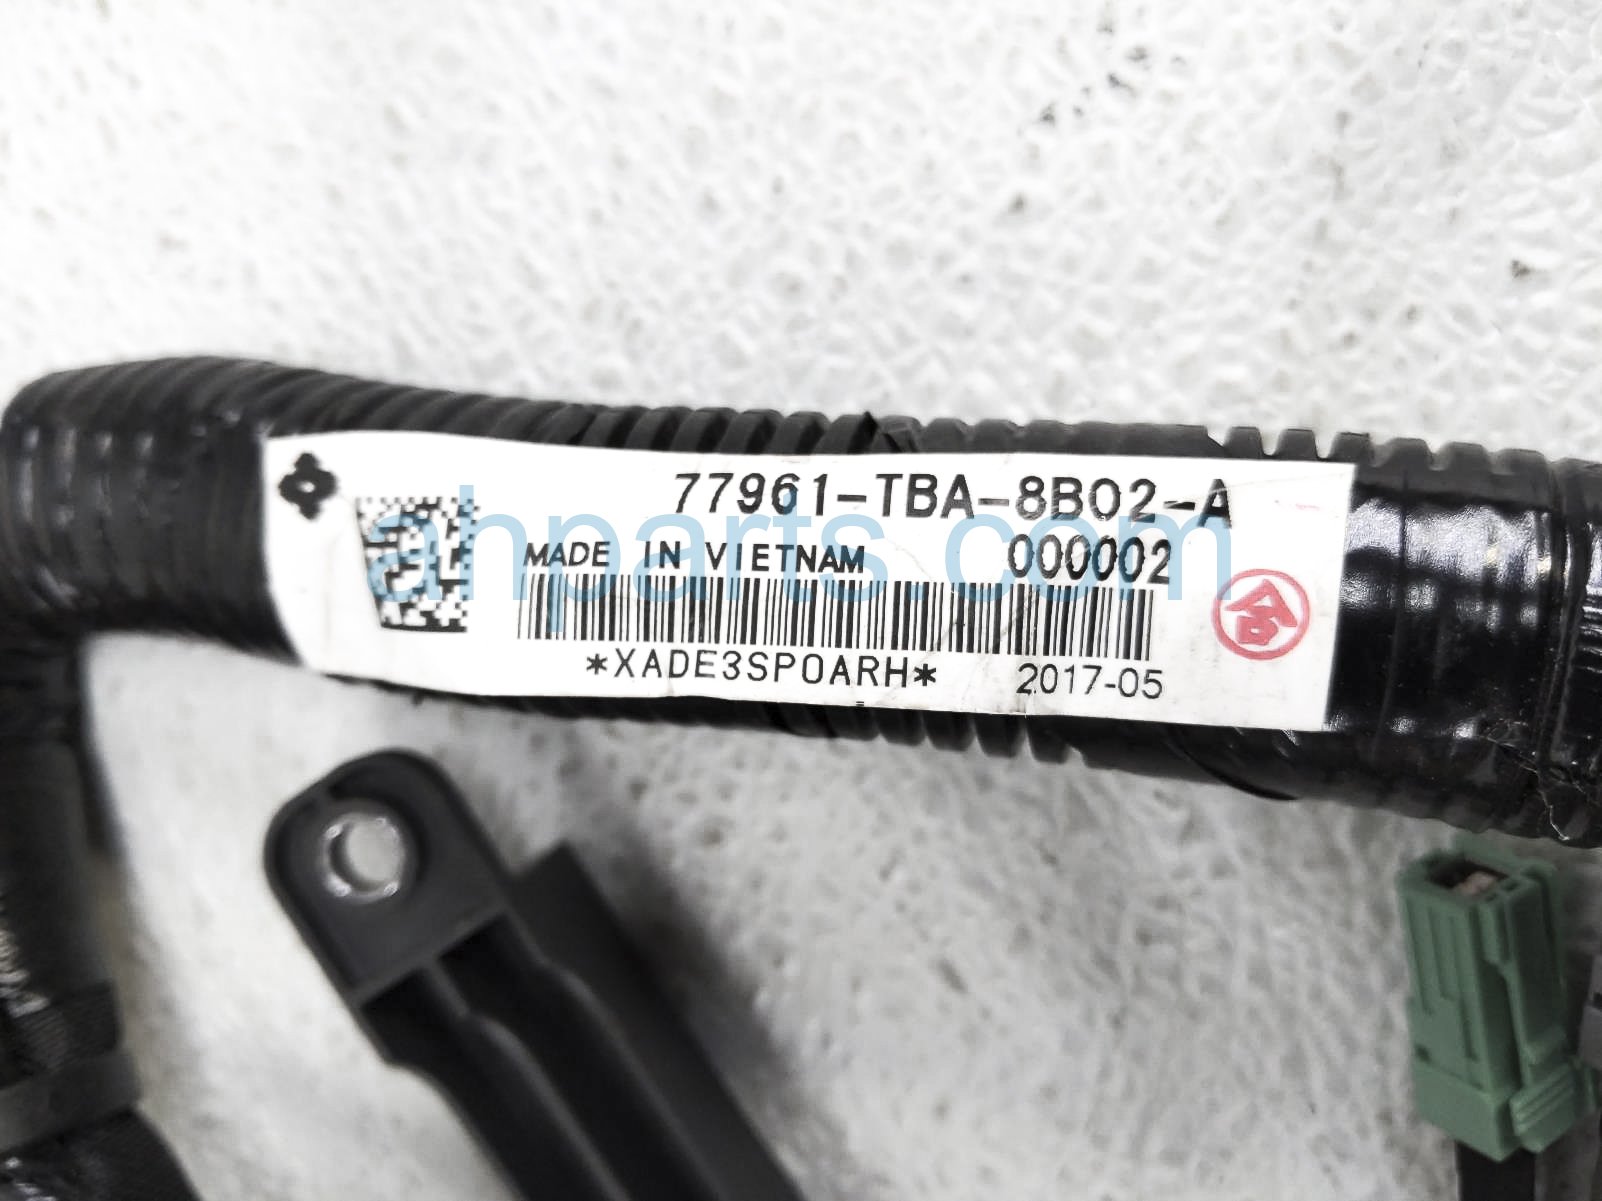 77961-TBA-8B02-A
MADE IN VIETNAM 000002
*XADE3SP0ARH* 2017-05
ahparts.com